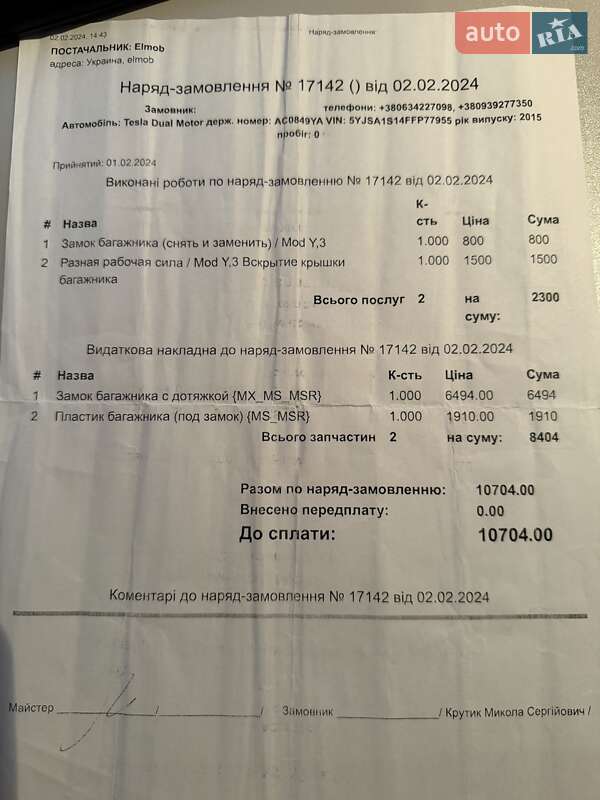 auto RIA .com
02.02.2024, 14:43 Наряд-замовлення
ПОСТАЧАЛЬНИК: Elmob
адреса: Украина, elmob
Наряд-замовлення № 17142 () від 02.02.2024
Замовник: телефони: +380634227098, +380939277350
Автомобіль: Tesla Dual Motor держ. номер: AC0849YA VIN: 5YJSA1S14FFP77955 рік випуску: 2015
пробіг: 0
Прийнятий: 01.02.2024
Виконані роботи по наряд-замовленню № 17142 від 02.02.2024
# Назва К-сть Ціна Сума
1 Замок багажника (снять и заменить) / Mod Y,3 1.000 800 800
2 Разная рабочая сила / Mod Y,3 Вскрытие крышки багажника 1.000 1500 1500
Всього послуг 2 на суму: 2300
Видаткова накладна до наряд-замовлення № 17142 від 02.02.2024
# Назва К-сть Ціна Сума
1 Замок багажника с дотяжкой {MX_MS_MSR} 1.000 6494.00 6494
2 Пластик багажника (под замок) {MS_MSR} 1.000 1910.00 1910
Всього запчастин 2 на суму: 8404
Разом по наряд-замовленню: 10704.00
Внесено передплату: 0.00
До сплати: 10704.00
Коментарі до наряд-замовлення № 17142 від 02.02.2024
Майстер ________________/________________/ Замовник ________________/ Крутик Микола Сергійович /